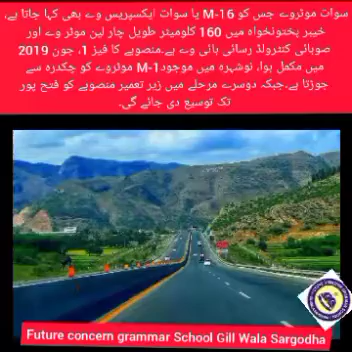 سوات موٹروے جس کو M-16 یا سوات ایکسپریس وے بھی کہا جاتا ہے،
خیبر پختونخواہ میں 160 کلومیٹر طویل چار لین موٹر وے اور
صوبائی کنٹرولڈ رسائی ہائی وے ہے.منصوبے کا فیز 1، جون 2019
میں مکمل ہوا، نوشہرہ میں موجودM-1 موٹروے کو چکدرہ سے
جوڑتا ہے.جبکہ دوسرے مرحلے میں زیر تعمیر منصوبے کو فتح پور
تک توسیع دی جائے گی.
Future concern grammar School Gill Wala Sargodha